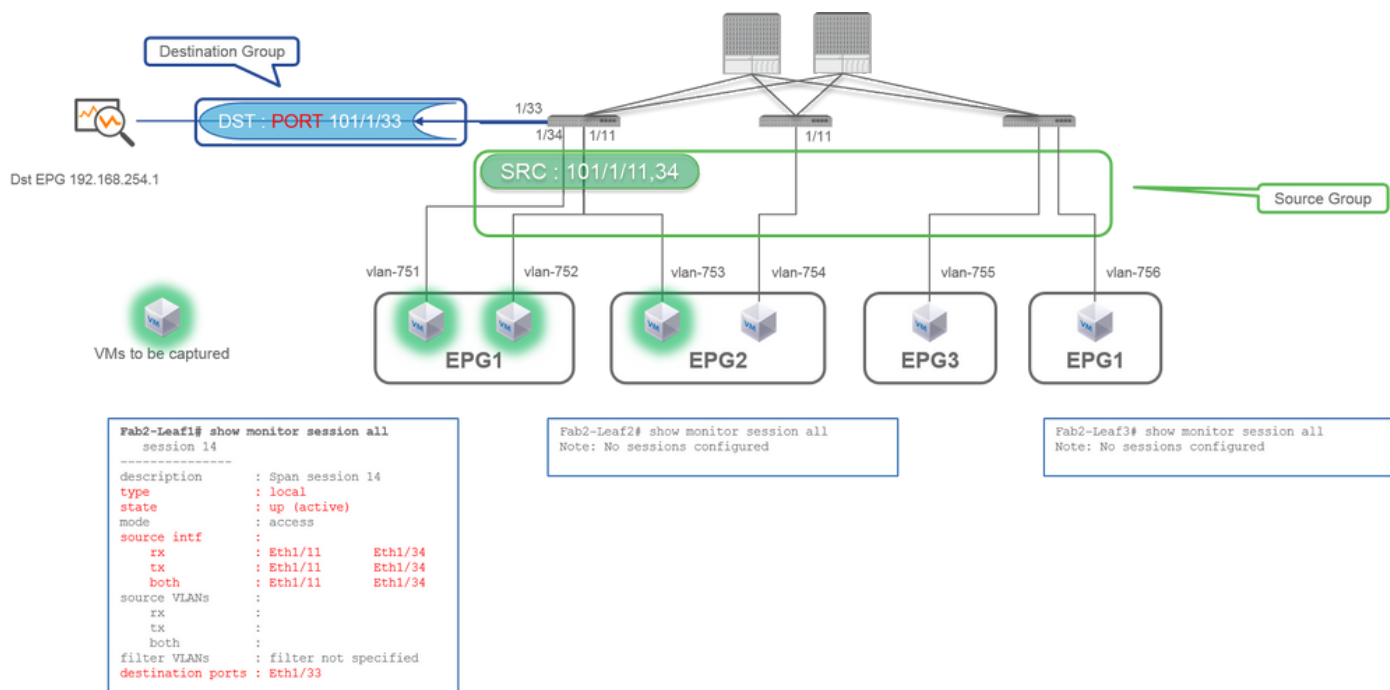 Destination Group
1/33
DST : PORT 101/1/33
1/34
1/11
1/11
Dst EPG 192.168.254.1
SRC : 101/1/11,34
Source Group
vlan-751
vlan-752
vlan-753
vlan-754
vlan-755
vlan-756
VM
VM
VM
VM
VM
VM
VM
VMs to be captured
EPG1
EPG2
EPG3
EPG1
Fab2-Leaf1# show monitor session all
session 14
---------------
description : Span session 14
type : local
state : up (active)
mode : access
source intf :
rx : Eth1/11 Eth1/34
tx : Eth1/11 Eth1/34
both : Eth1/11 Eth1/34
source VLANs :
rx :
tx :
both :
filter VLANs : filter not specified
destination ports : Eth1/33
Fab2-Leaf2# show monitor session all
Note: No sessions configured
Fab2-Leaf3# show monitor session all
Note: No sessions configured